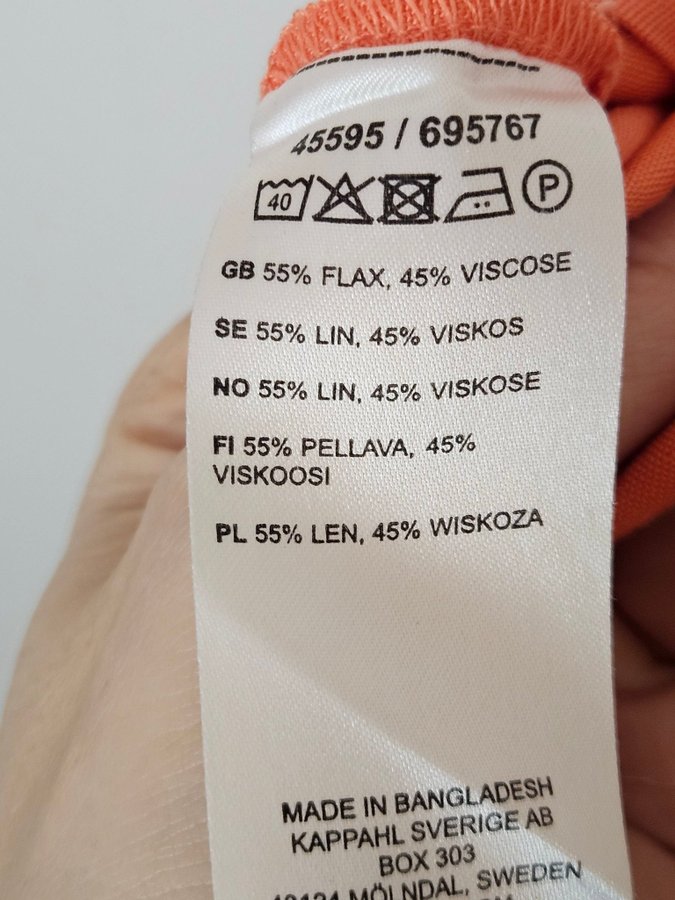 45595 / 695767
40 P
GB 55% FLAX, 45% VISCOSE
SE 55% LIN, 45% VISKOS
NO 55% LIN, 45% VISKOSE
FI 55% PELLAVA, 45%
VISKOOSI
PL 55% LEN, 45% WISKOZA
MADE IN BANGLADESH
KAPPAHL SVERIGE AB
BOX 303
MÖLNDAL, SWEDEN